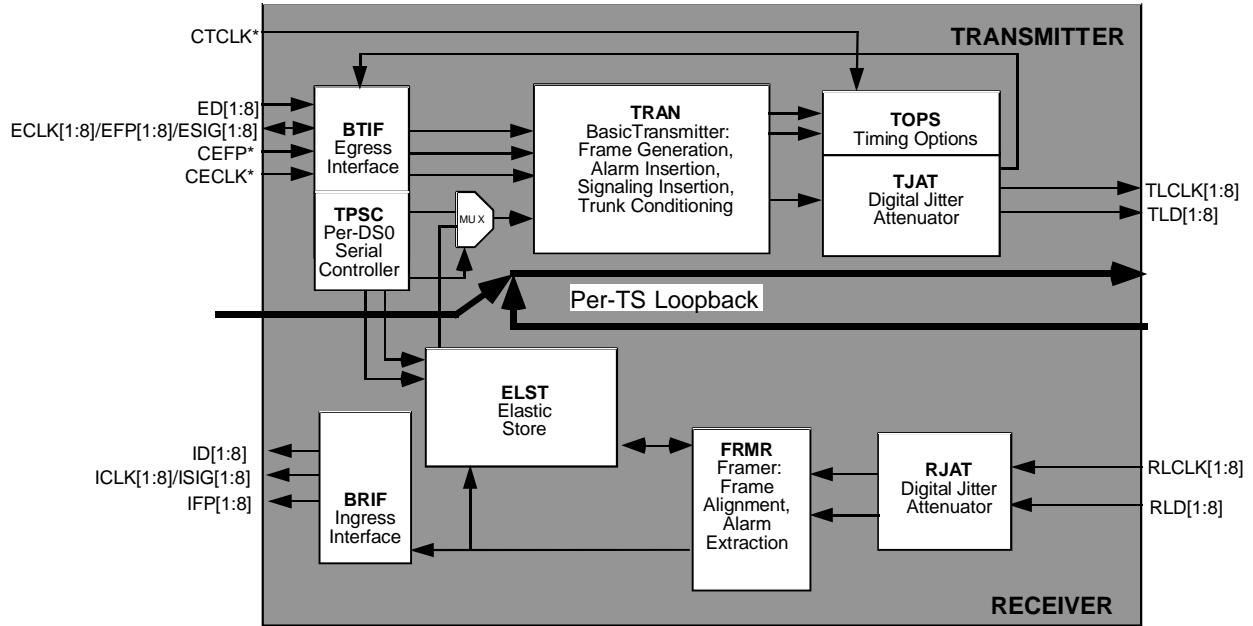 CTCLK*
TRANSMITTER
ED[1:8]
ECLK[1:8]/EFP[1:8]/ESIG[1:8]
CEFP*
CECLK*
BTIF
Egress
Interface
TPSC
Per-DS0
Serial
Controller
MUX
TRAN
BasicTransmitter:
Frame Generation,
Alarm Insertion,
Signaling Insertion,
Trunk Conditioning
TOPS
Timing Options
TJAT
Digital Jitter
Attenuator
TLCLK[1:8]
TLD[1:8]
Per-TS Loopback
ELST
Elastic
Store
ID[1:8]
ICLK[1:8]/ISIG[1:8]
IFP[1:8]
BRIF
Ingress
Interface
FRMR
Framer:
Frame
Alignment,
Alarm
Extraction
RJAT
Digital Jitter
Attenuator
RLCLK[1:8]
RLD[1:8]
RECEIVER